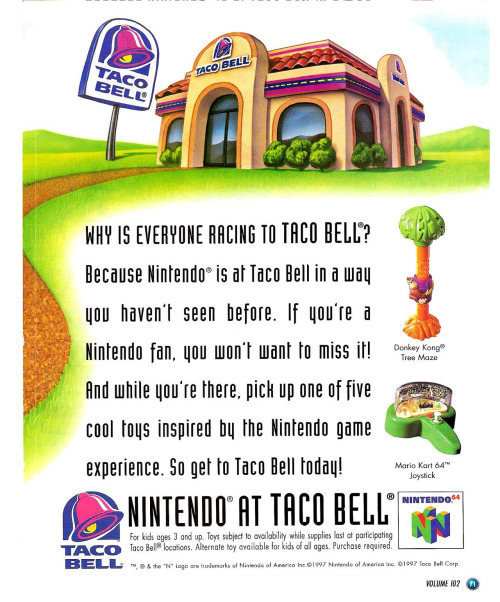 TACO
BELL®
TACO BELL
WHY IS EVERYONE RACING TO TACO BELL®?
Because Nintendo® is at Taco Bell in a way
you haven't seen before. If you're a
Nintendo fan, you won't want to miss it!
And while you're there, pick up one of five
cool toys inspired by the Nintendo game
experience. So get to Taco Bell today!
Donkey Kong®
Tree Maze
Mario Kart 64™
Joystick
TACO
BELL®
NINTENDO® AT TACO BELL®
For kids ages 3 and up. Toys subject to availability while supplies last at participating
Taco Bell® locations. Alternate toy available for kids of all ages. Purchase required.
NINTENDO64
™, ® & the "N" Logo are trademarks of Nintendo of America Inc ©1997 Nintendo of America Inc. ©1997 Taco Bell Corp.
VOLUME 102 71